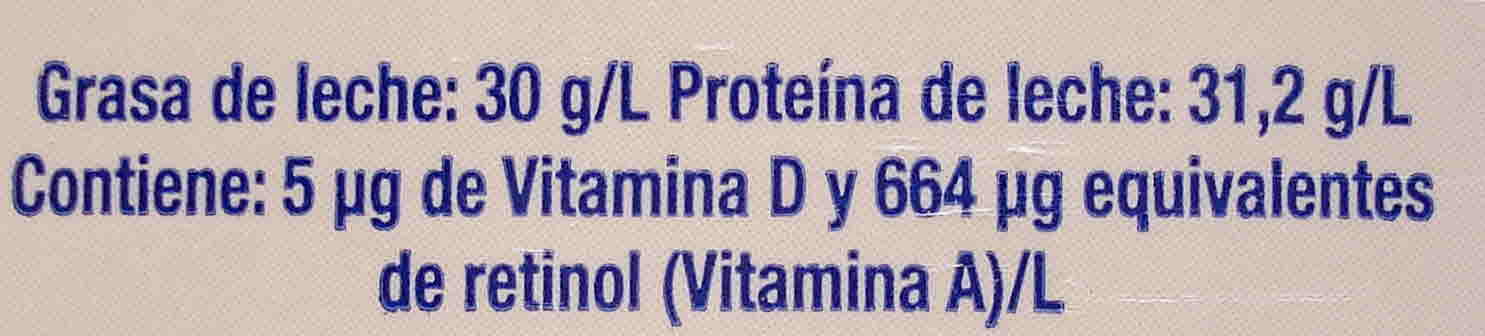 Grasa de leche: 30 g/L Proteína de leche: 31,2 g/L
Contiene: 5 µg de Vitamina D y 664 µg equivalentes
de retinol (Vitamina A)/L